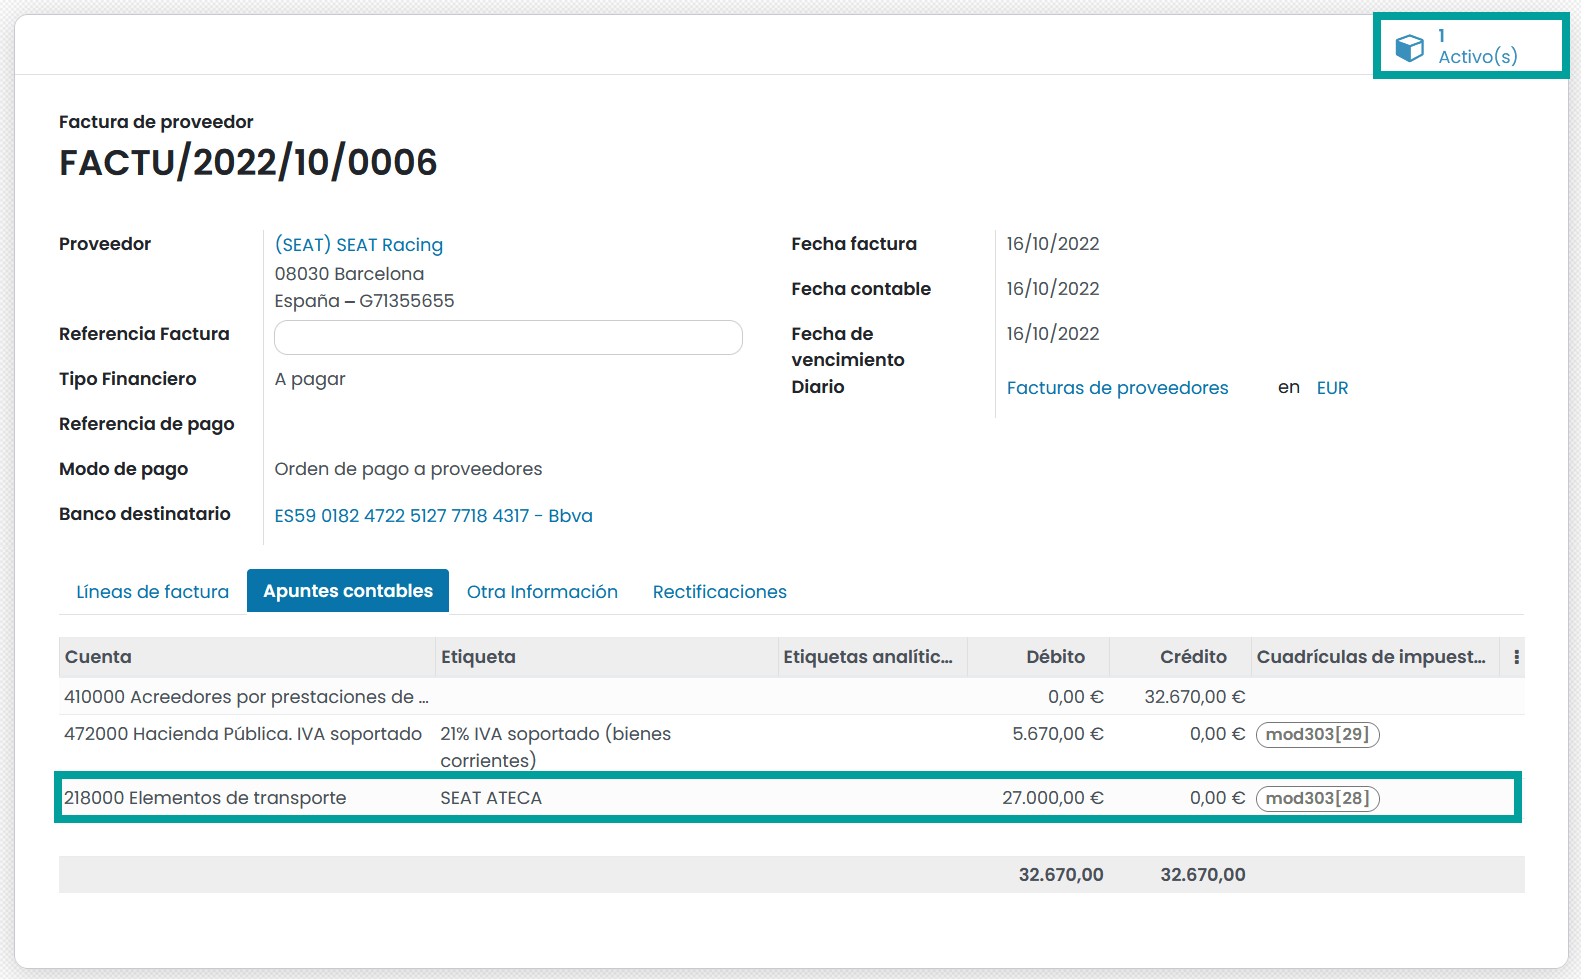 1
Activo(s)
Factura de proveedor
FACTU/2022/10/0006
Proveedor
(SEAT) SEAT Racing
08030 Barcelona
España – G71355655
Referencia Factura
Tipo Financiero
A pagar
Referencia de pago
Modo de pago
Orden de pago a proveedores
Banco destinatario
ES59 0182 4722 5127 7718 4317 - Bbva
Fecha factura
16/10/2022
Fecha contable
16/10/2022
Fecha de
vencimiento
16/10/2022
Diario
Facturas de proveedores en EUR
Líneas de factura Apuntes contables Otra Información Rectificaciones
Cuenta Etiqueta Etiquetas analític... Débito Crédito Cuadrículas de impuest...
410000 Acreedores por prestaciones de ... 0,00 € 32.670,00 €
472000 Hacienda Pública. IVA soportado 21% IVA soportado (bienes 5.670,00 € 0,00 € mod303[29]
corrientes)
218000 Elementos de transporte SEAT ATECA 27.000,00 € 0,00 € mod303[28]
32.670,00 32.670,00